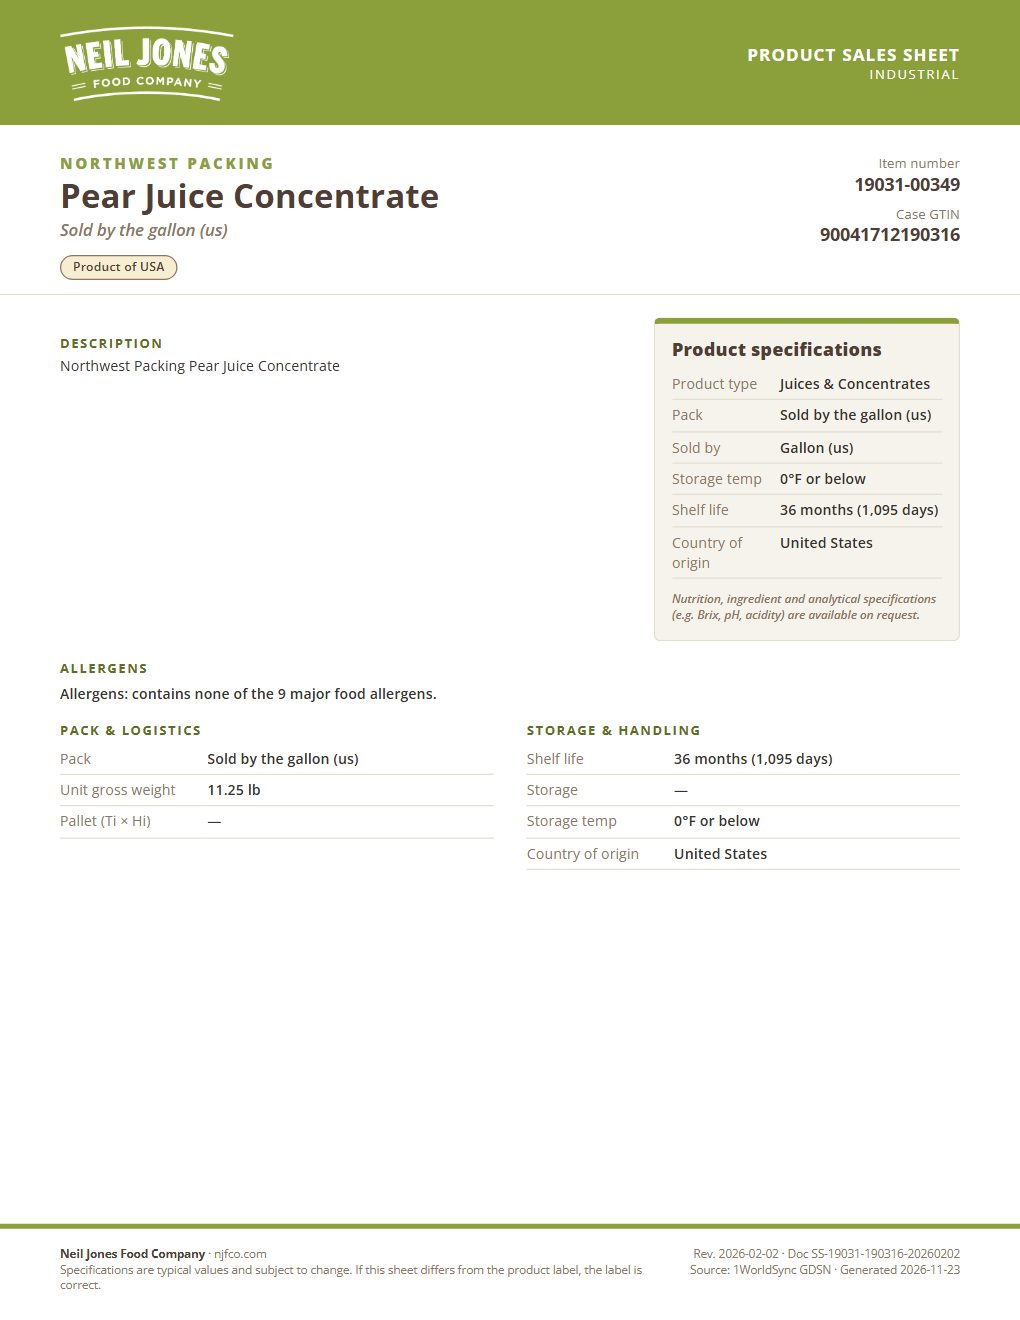 NEIL JONES
FOOD COMPANY
PRODUCT SALES SHEET
INDUSTRIAL
NORTHWEST PACKING
Pear Juice Concentrate
Sold by the gallon (us)
Product of USA
Item number
19031-00349
Case GTIN
90041712190316
DESCRIPTION
Northwest Packing Pear Juice Concentrate
Product specifications
Product type Juices & Concentrates
Pack Sold by the gallon (us)
Sold by Gallon (us)
Storage temp 0°F or below
Shelf life 36 months (1,095 days)
Country of origin United States
Nutrition, ingredient and analytical specifications
(e.g. Brix, pH, acidity) are available on request.
ALLERGENS
Allergens: contains none of the 9 major food allergens.
PACK & LOGISTICS
Pack Sold by the gallon (us)
Unit gross weight 11.25 lb
Pallet (Ti × Hi) —
STORAGE & HANDLING
Shelf life 36 months (1,095 days)
Storage —
Storage temp 0°F or below
Country of origin United States
Neil Jones Food Company · njfco.com
Specifications are typical values and subject to change. If this sheet differs from the product label, the label is
correct.
Rev. 2026-02-02 · Doc SS-19031-190316-20260202
Source: 1WorldSync GDSN · Generated 2026-11-23